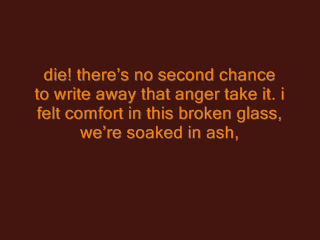 die! there's no second chance
to write away that anger take it. i
felt comfort in this broken glass,
we're soaked in ash,